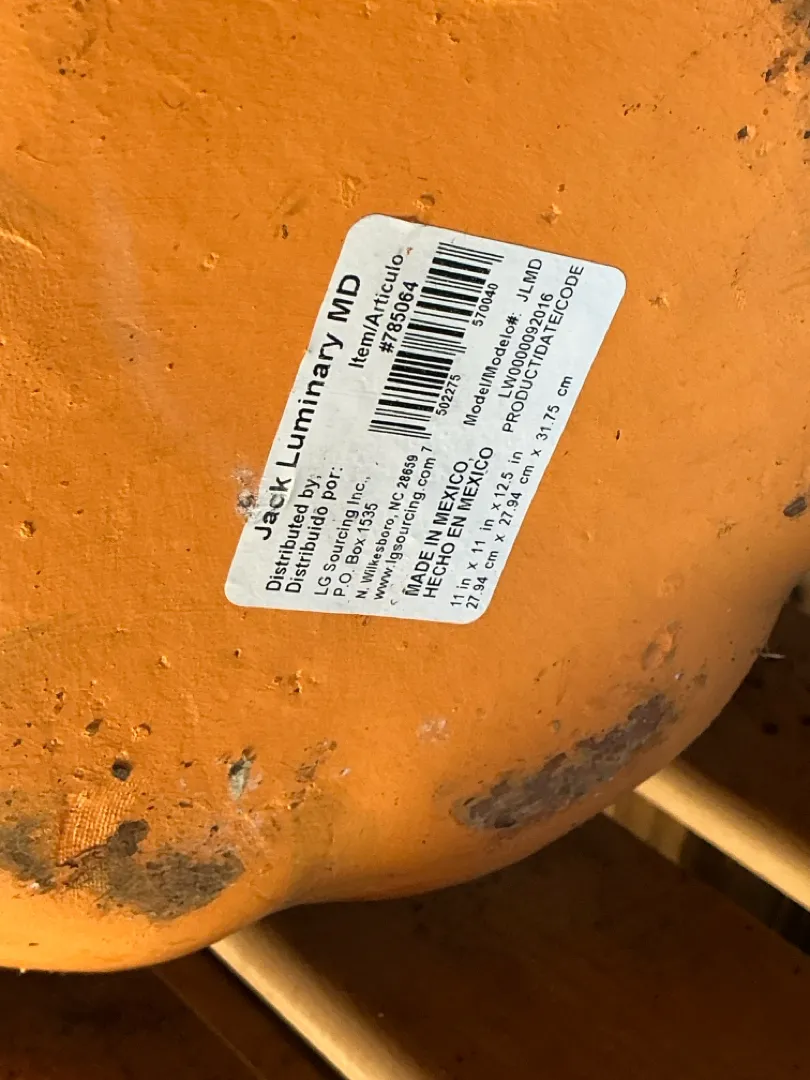 Jack Luminary MD
Distributed by;
Distribuido por:
LG Sourcing Inc.,
P.O. Box 1535
N. Wilkesboro, NC 28659
www.lgsourcing.com
MADE IN MEXICO,
HECHO EN MEXICO
11 in x 11 in x 12.5 in
27.94 cm x 27.94 cm x 31.75 cm
Item/Articulo
#785064
7 502275 570040
Model/Modelo#: JLMD
LW0000092016
PRODUCT/DATE/CODE